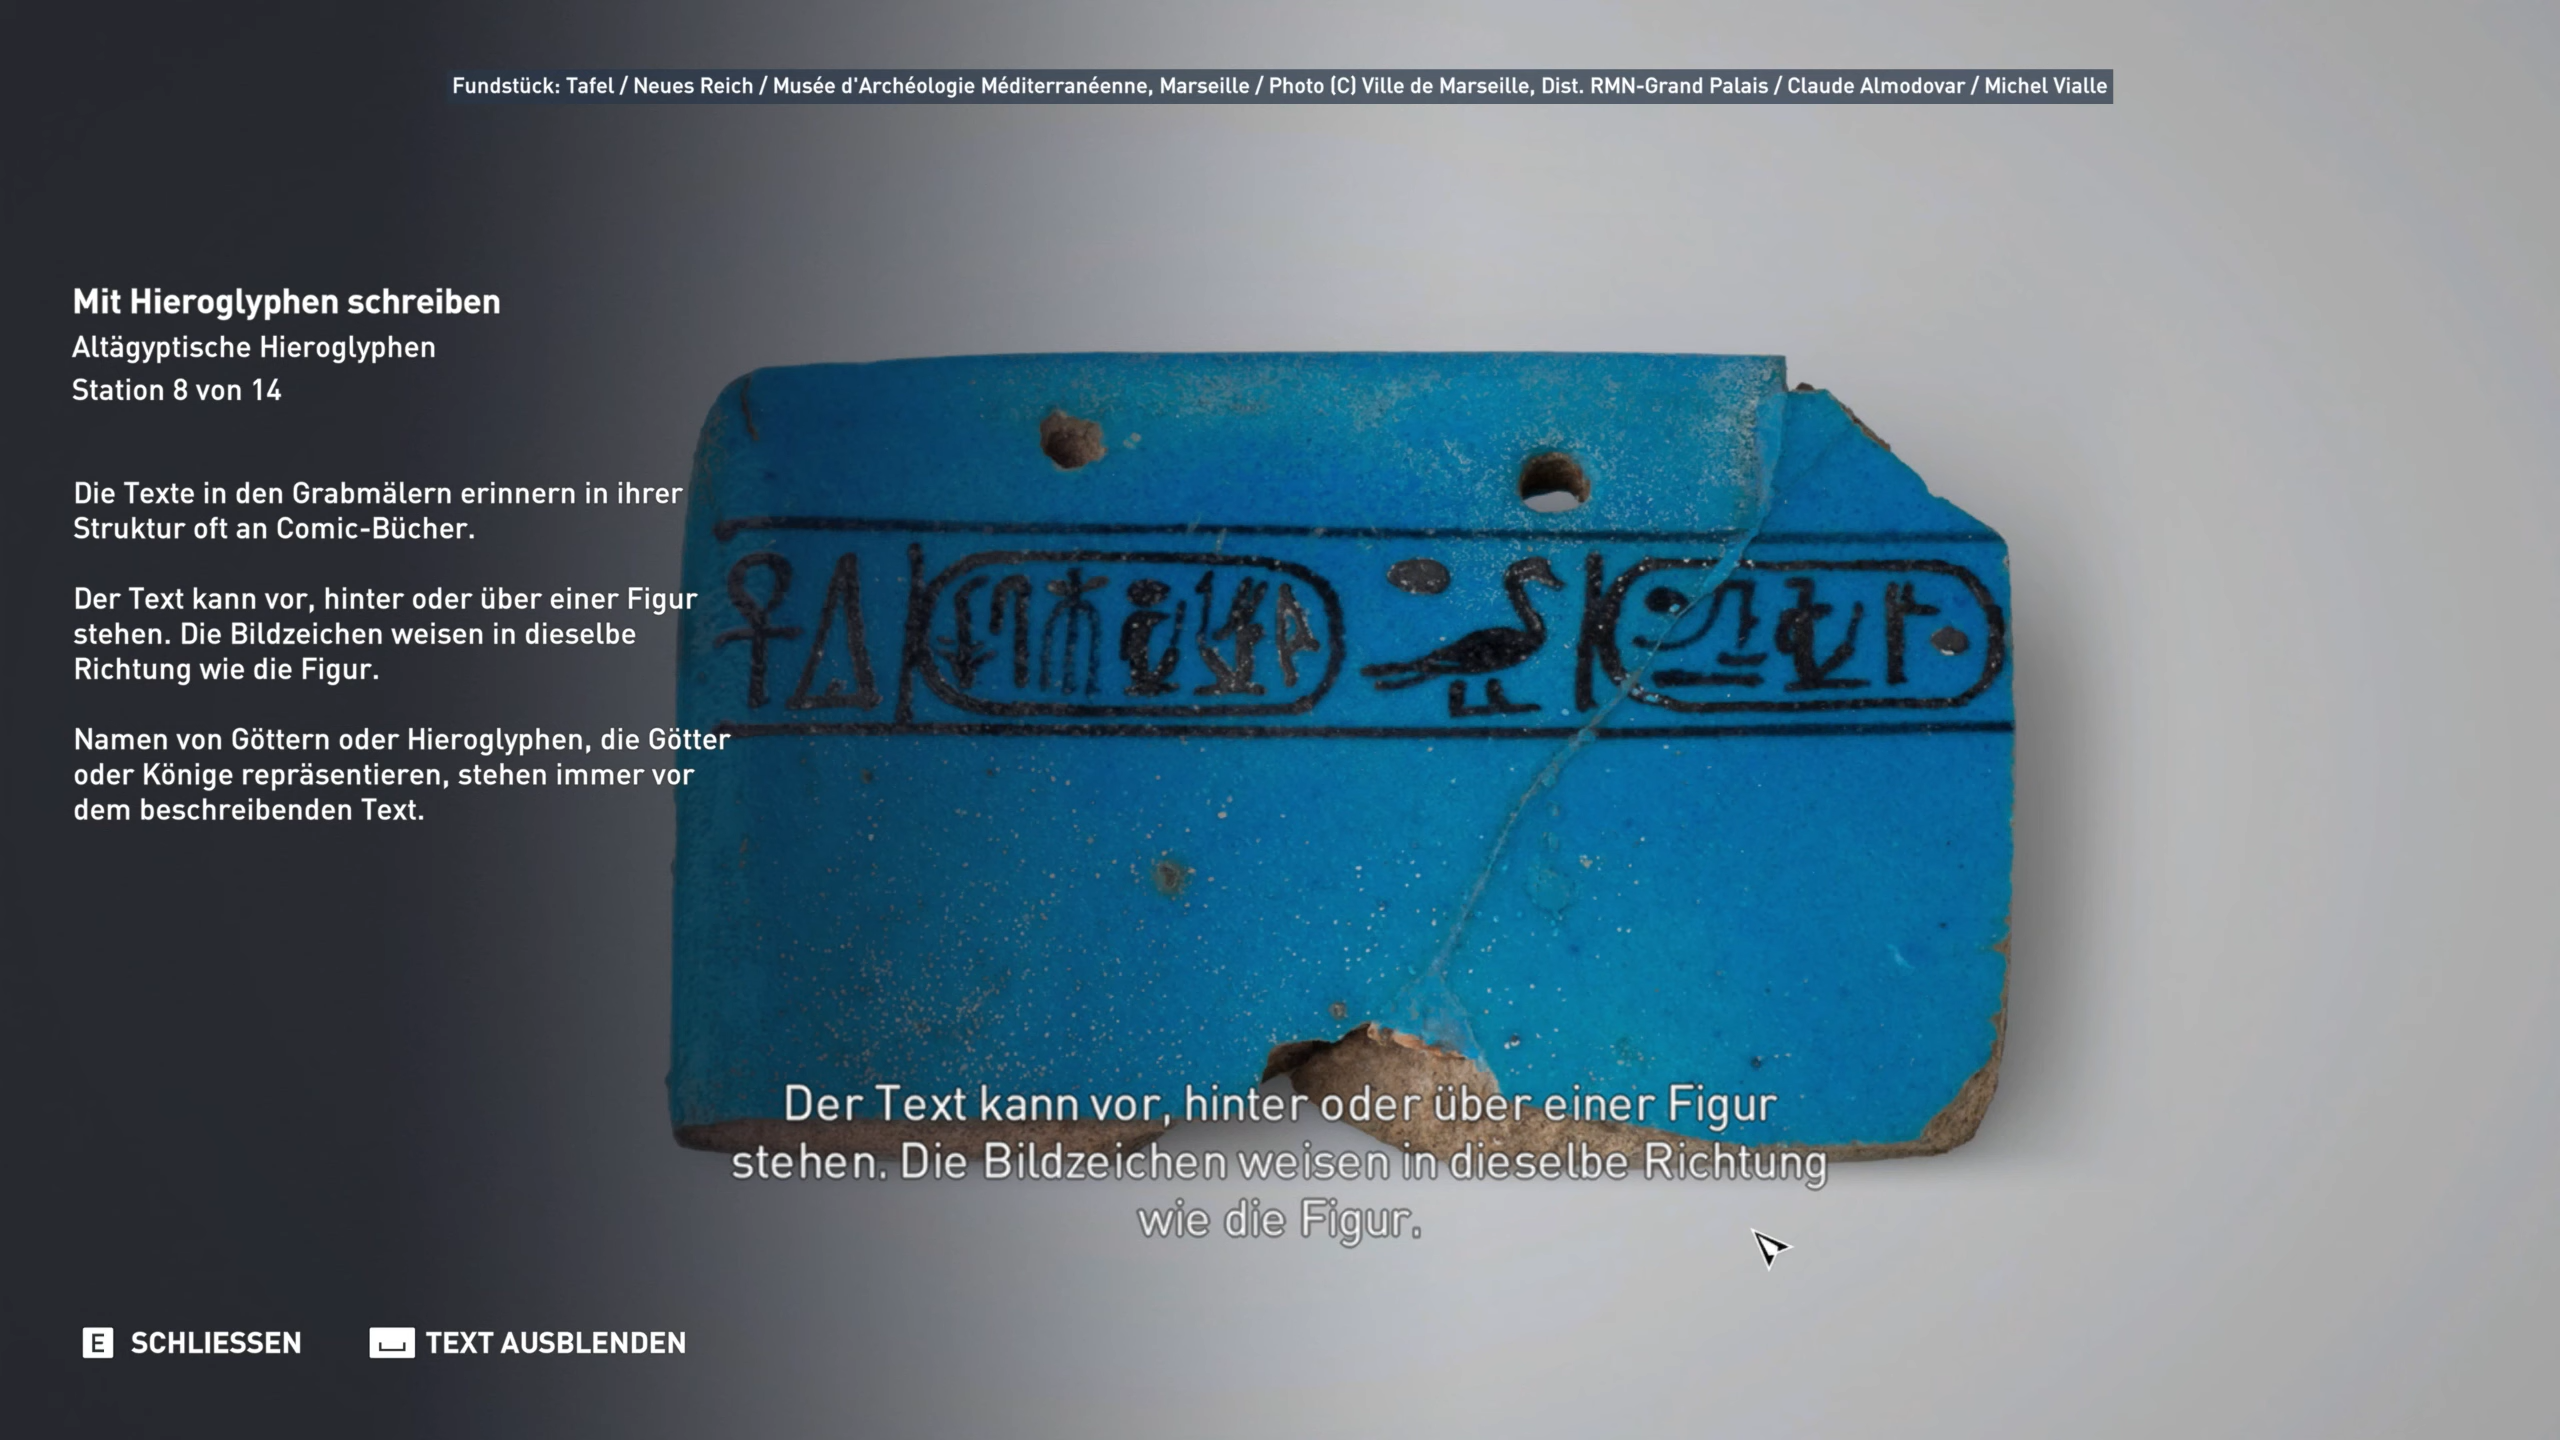 Fundstück: Tafel / Neues Reich / Musée d'Archéologie Méditerranéenne, Marseille / Photo (C) Ville de Marseille, Dist. RMN-Grand Palais / Claude Almodovar / Michel Vialle
Mit Hieroglyphen schreiben
Altägyptische Hieroglyphen
Station 8 von 14
Die Texte in den Grabmälern erinnern in ihrer
Struktur oft an Comic-Bücher.
Der Text kann vor, hinter oder über einer Figur
stehen. Die Bildzeichen weisen in dieselbe
Richtung wie die Figur.
Namen von Göttern oder Hieroglyphen, die Götter
oder Könige repräsentieren, stehen immer vor
dem beschreibenden Text.
Der Text kann vor, hinter oder über einer Figur
stehen. Die Bildzeichen weisen in dieselbe Richtung
wie die Figur.
E SCHLIESSEN
TEXT AUSBLENDEN